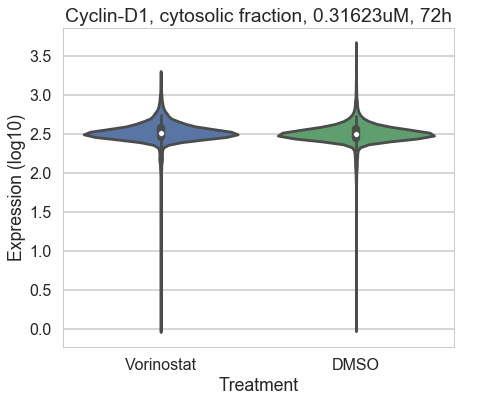 Cyclin-D1, cytosolic fraction, 0.31623uM, 72h
Expression (log10)
3.5
3.0
2.5
2.0
1.5
1.0
0.5
0.0
Vorinostat DMSO
Treatment